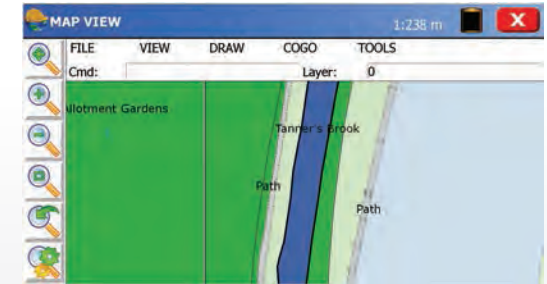 MAP VIEW 1:238 m X
FILE VIEW DRAW COGO TOOLS
Cmd: Layer: 0
llotment Gardens
Tanner's Brook
Path
Path